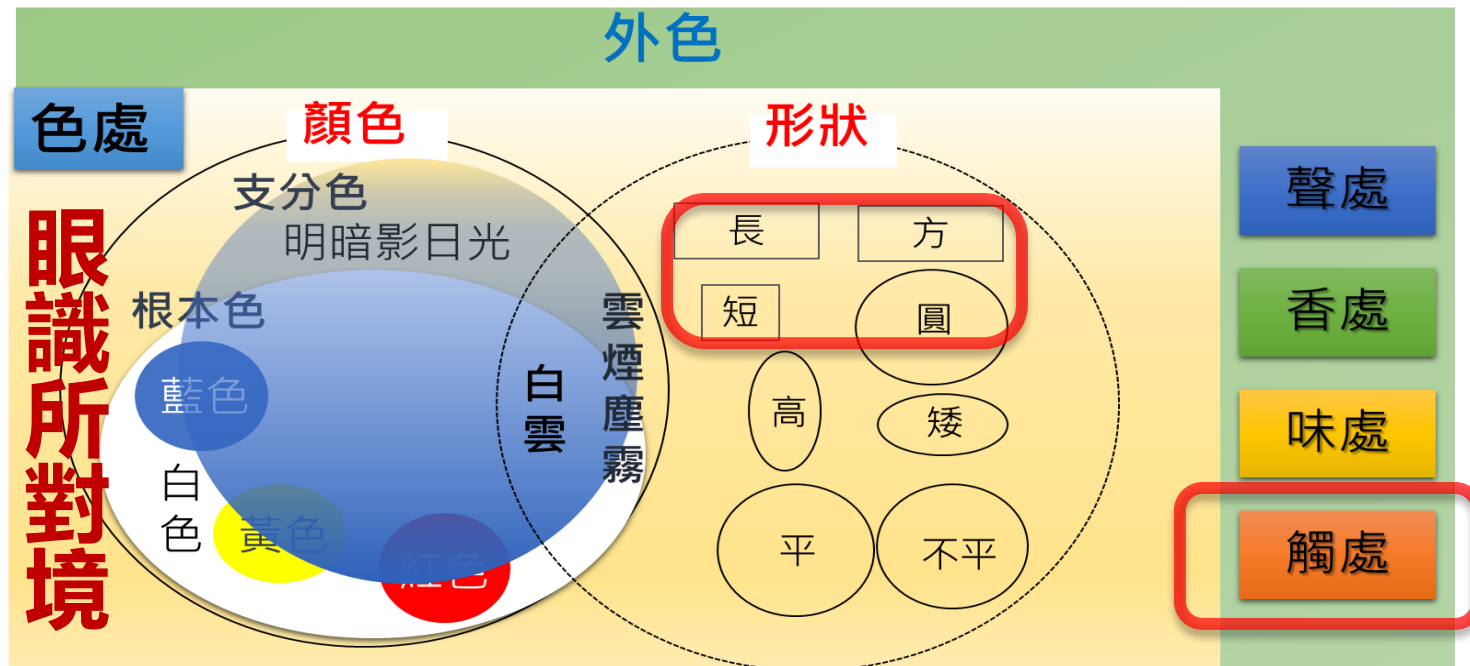 外色
色處
顏色
形狀
眼識所對境
支分色
明暗影日光
根本色
藍色
白色
黃色
紅色
白雲
雲煙塵霧
長
方
短
圓
高
矮
平
不平
聲處
香處
味處
觸處